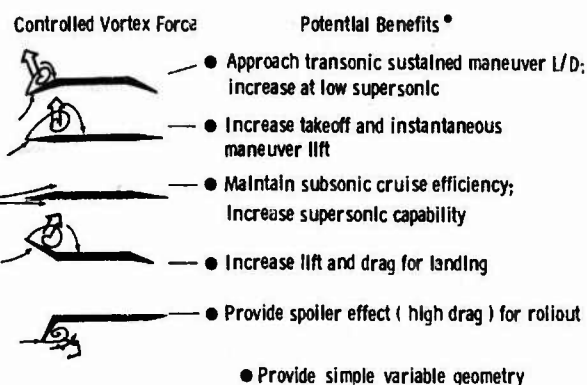 Controlled Vortex Force
Potential Benefits •
• Approach transonic sustained maneuver L/D;
increase at low supersonic
• Increase takeoff and instantaneous
maneuver lift
• Maintain subsonic cruise efficiency;
Increase supersonic capability
• Increase lift and drag for landing
• Provide spoiler effect ( high drag ) for rollout
• Provide simple variable geometry